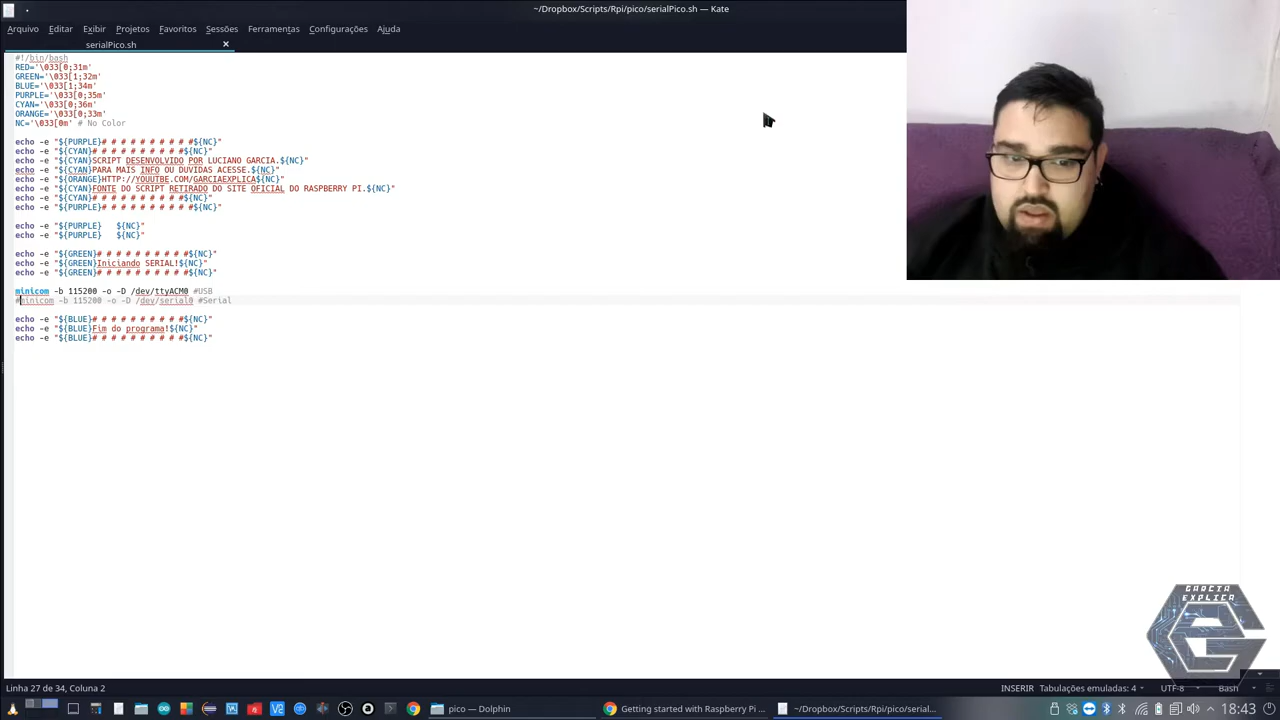 ~/Dropbox/Scripts/Rpi/pico/serialPico.sh — Kate
Arquivo Editar Exibir Projetos Favoritos Sessões Ferramentas Configurações Ajuda
serialPico.sh
#!/bin/bash
RED='\033[0;31m'
GREEN='\033[1;32m'
BLUE='\033[1;34m'
PURPLE='\033[0;35m'
CYAN='\033[0;36m'
ORANGE='\033[0;33m'
NC='\033[0m' # No Color
echo -e "${PURPLE}# # # # # # # # # #${NC}"
echo -e "${CYAN}# # # # # # # # # #${NC}"
echo -e "${CYAN}SCRIPT DESENVOLVIDO POR LUCIANO GARCIA.${NC}"
echo -e "${CYAN}PARA MAIS INFO OU DUVIDAS ACESSE.${NC}"
echo -e "${ORANGE}HTTP://YOUUTBE.COM/GARCIAEXPLICA${NC}"
echo -e "${CYAN}FONTE DO SCRIPT RETIRADO DO SITE OFICIAL DO RASPBERRY PI.${NC}"
echo -e "${CYAN}# # # # # # # # # #${NC}"
echo -e "${PURPLE}# # # # # # # # # #${NC}"
echo -e "${PURPLE}   ${NC}"
echo -e "${PURPLE}   ${NC}"
echo -e "${GREEN}# # # # # # # # # #${NC}"
echo -e "${GREEN}Iniciando SERIAL!${NC}"
echo -e "${GREEN}# # # # # # # # # #${NC}"
minicom -b 115200 -o -D /dev/ttyACM0 #USB
#minicom -b 115200 -o -D /dev/serial0 #Serial
echo -e "${BLUE}# # # # # # # # # #${NC}"
echo -e "${BLUE}Fim do programa!${NC}"
echo -e "${BLUE}# # # # # # # # # #${NC}"
GARCIA
EXPLICA
Linha 27 de 34, Coluna 2 INSERIR Tabulações emuladas: 4 UTF-8 Bash
pico — Dolphin Getting started with Raspberry Pi ... ~/Dropbox/Scripts/Rpi/pico/serial... 18:43